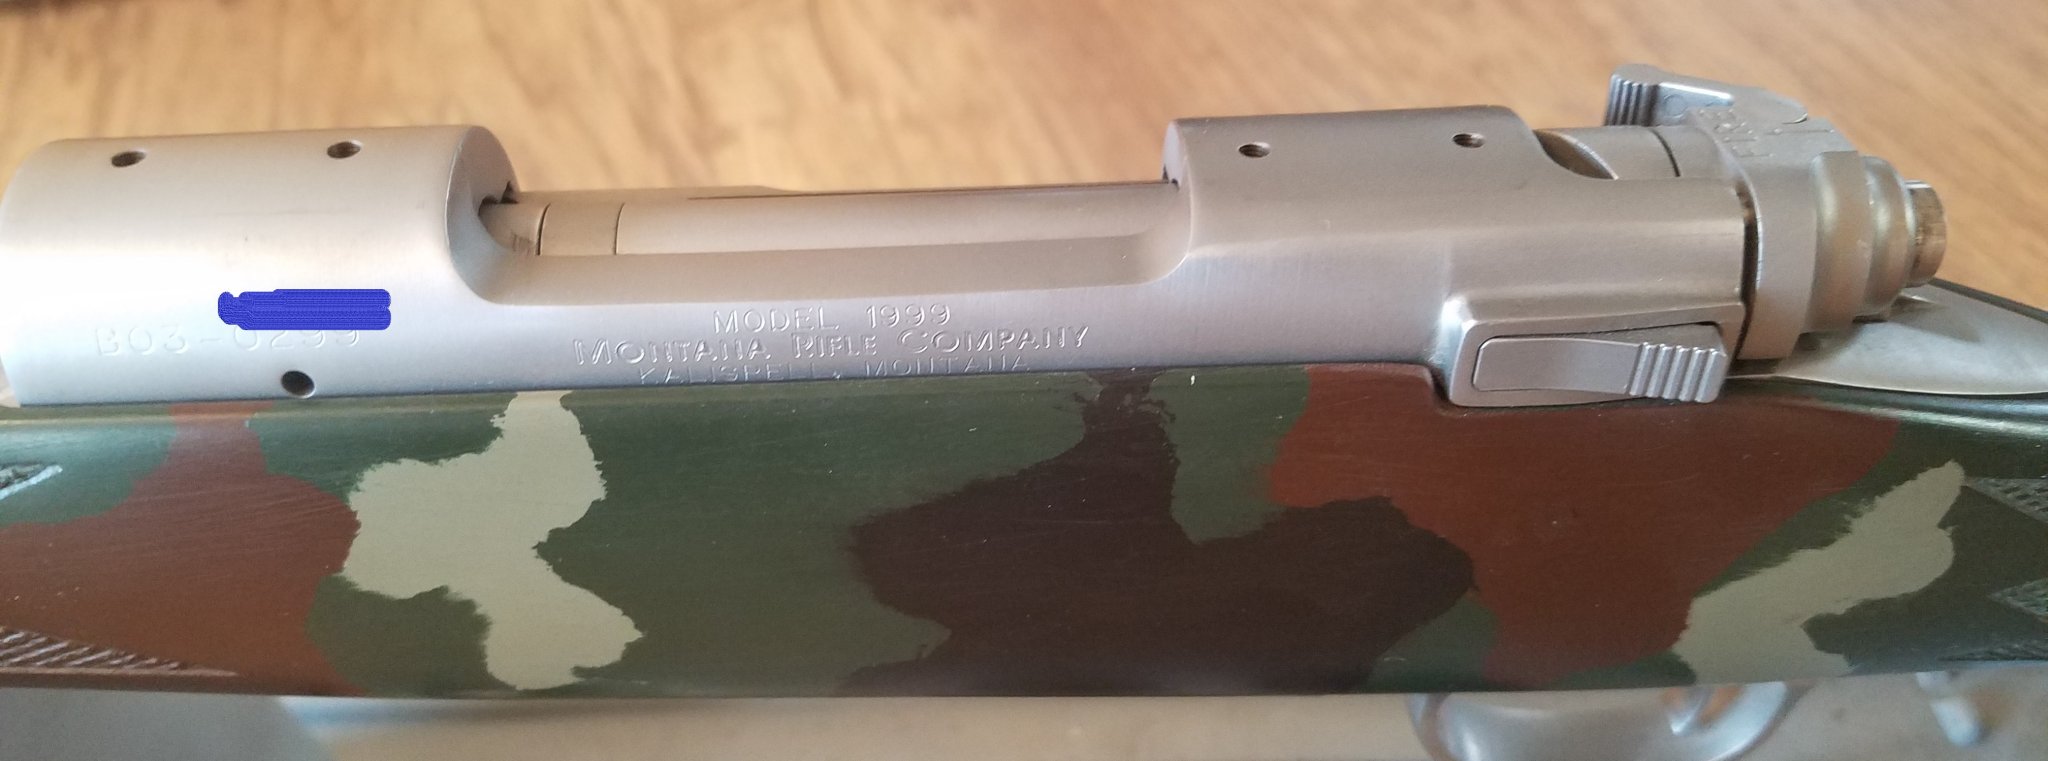 MODEL 1999
MONTANA RIFLE COMPANY
KALISPELL, MONTANA